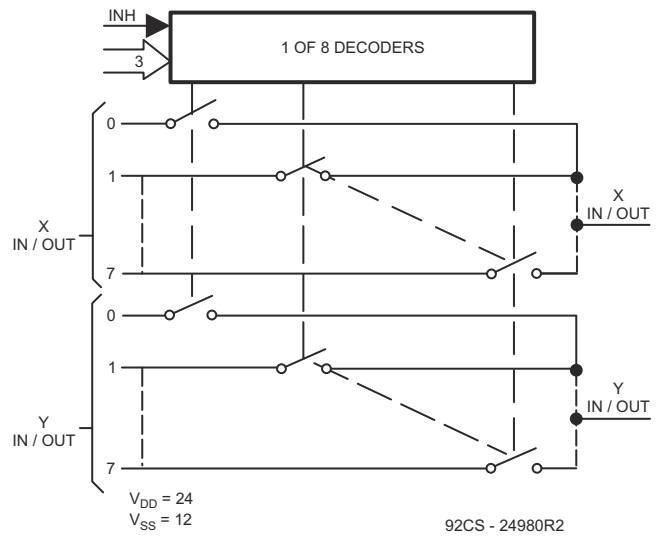 INH
3
1 OF 8 DECODERS
0
1
X
IN / OUT
7
X
IN / OUT
0
1
Y
IN / OUT
7
Y
IN / OUT
V_DD = 24
V_SS = 12
92CS - 24980R2